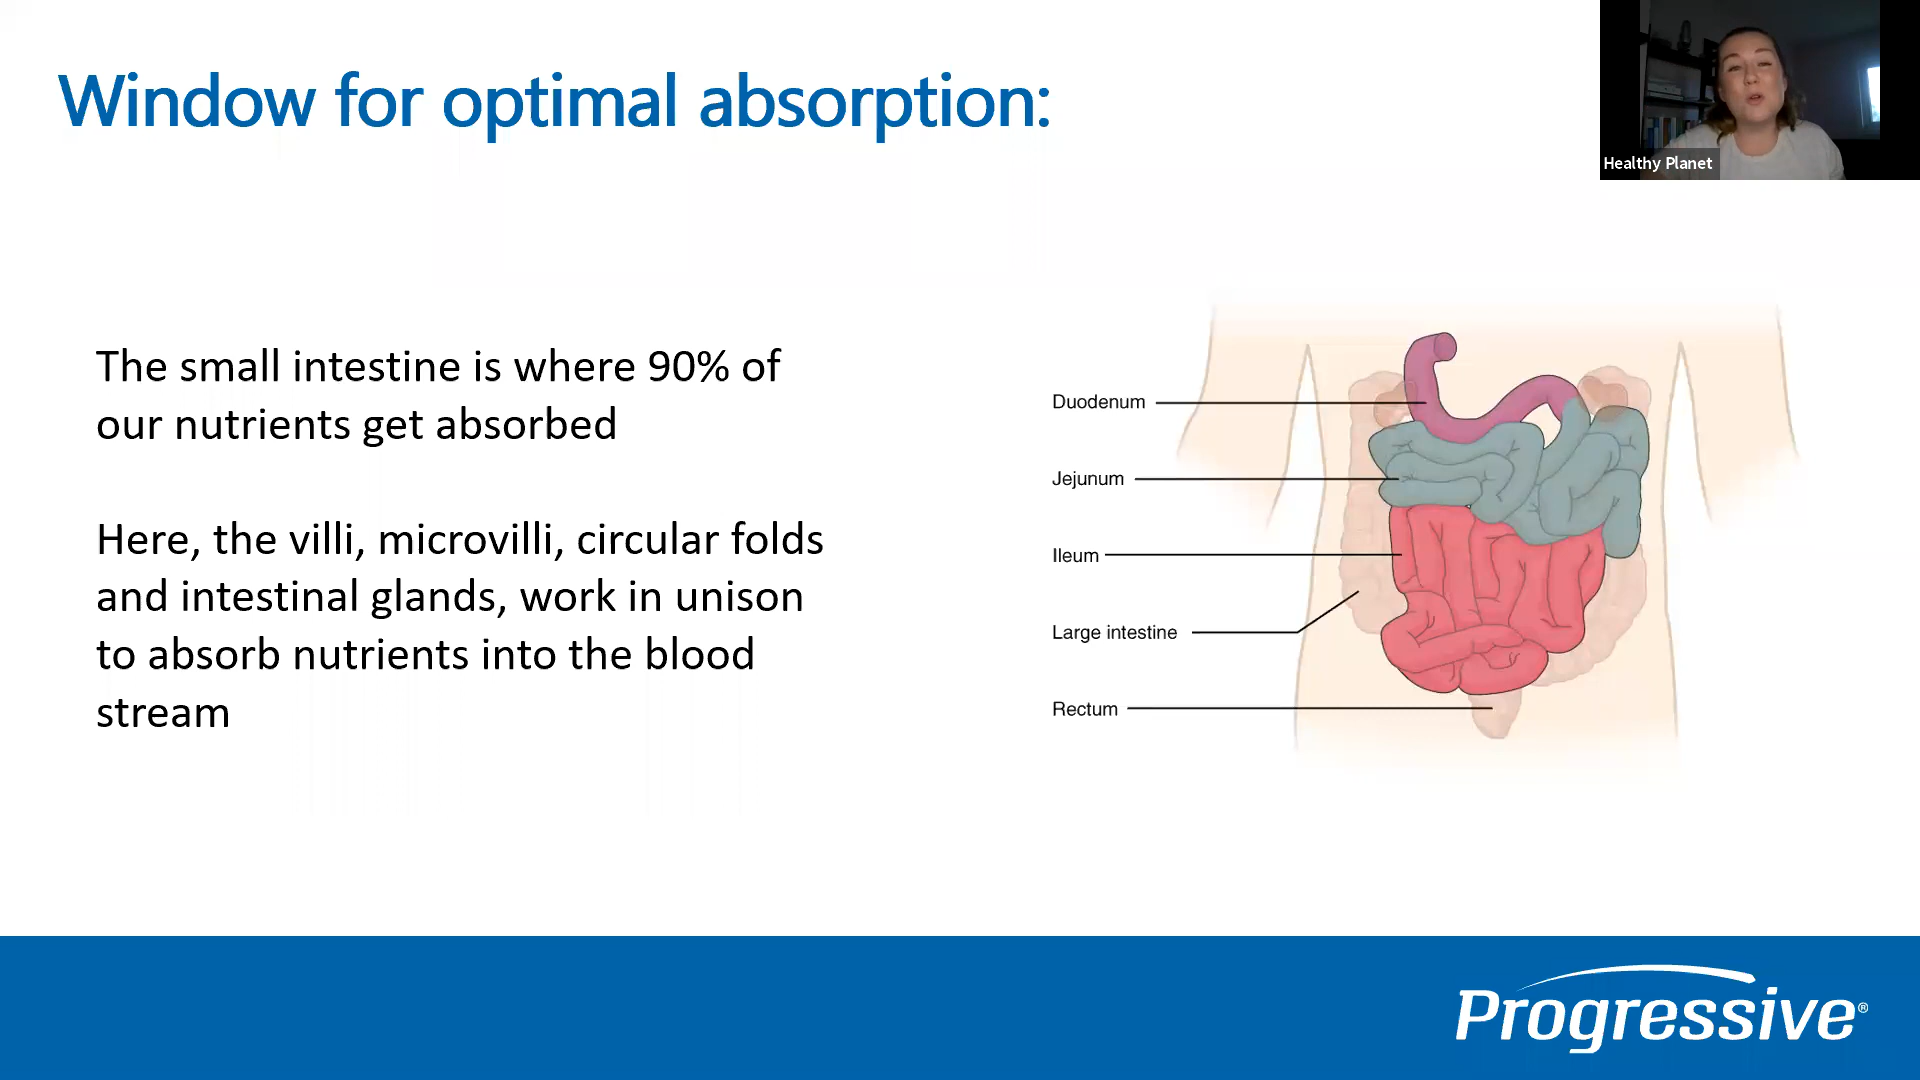 Window for optimal absorption:
Healthy Planet
The small intestine is where 90% of
our nutrients get absorbed
Here, the villi, microvilli, circular folds
and intestinal glands, work in unison
to absorb nutrients into the blood
stream
Duodenum
Jejunum
Ileum
Large intestine
Rectum
Progressive®